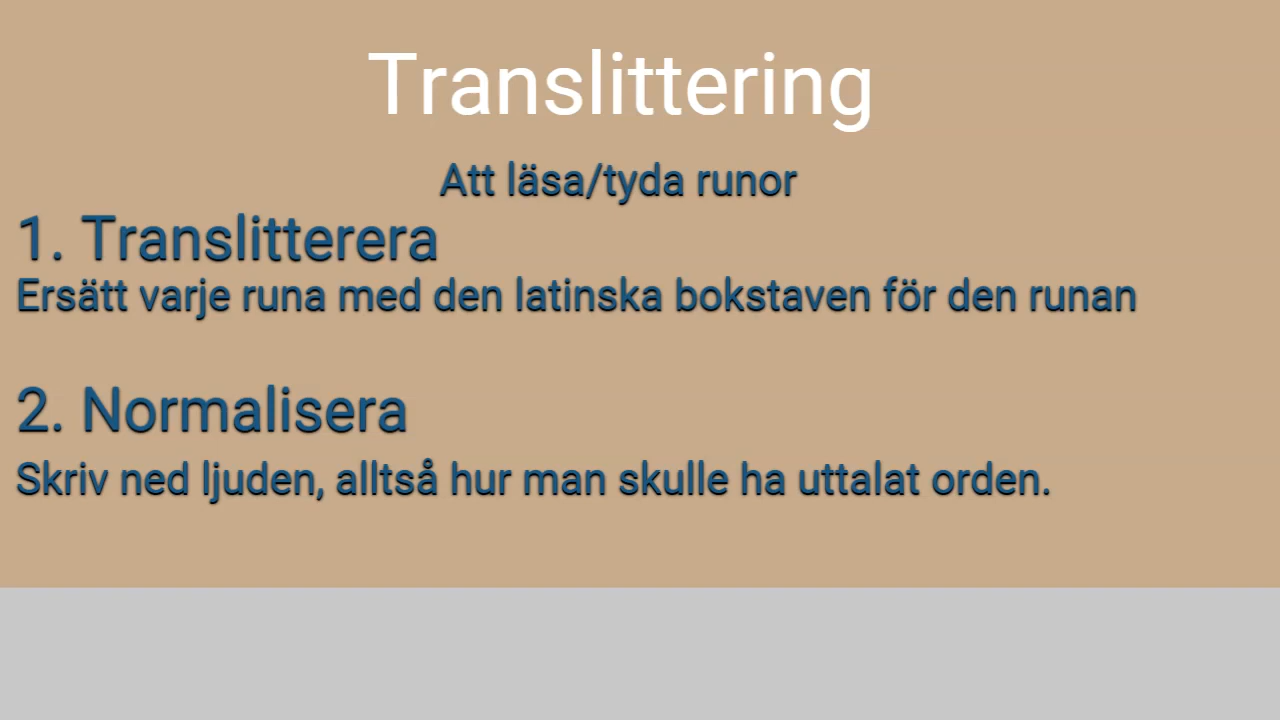 Translittering
Att läsa/tyda runor
1. Translitterera
Ersätt varje runa med den latinska bokstaven för den runan
2. Normalisera
Skriv ned ljuden, alltså hur man skulle ha uttalat orden.